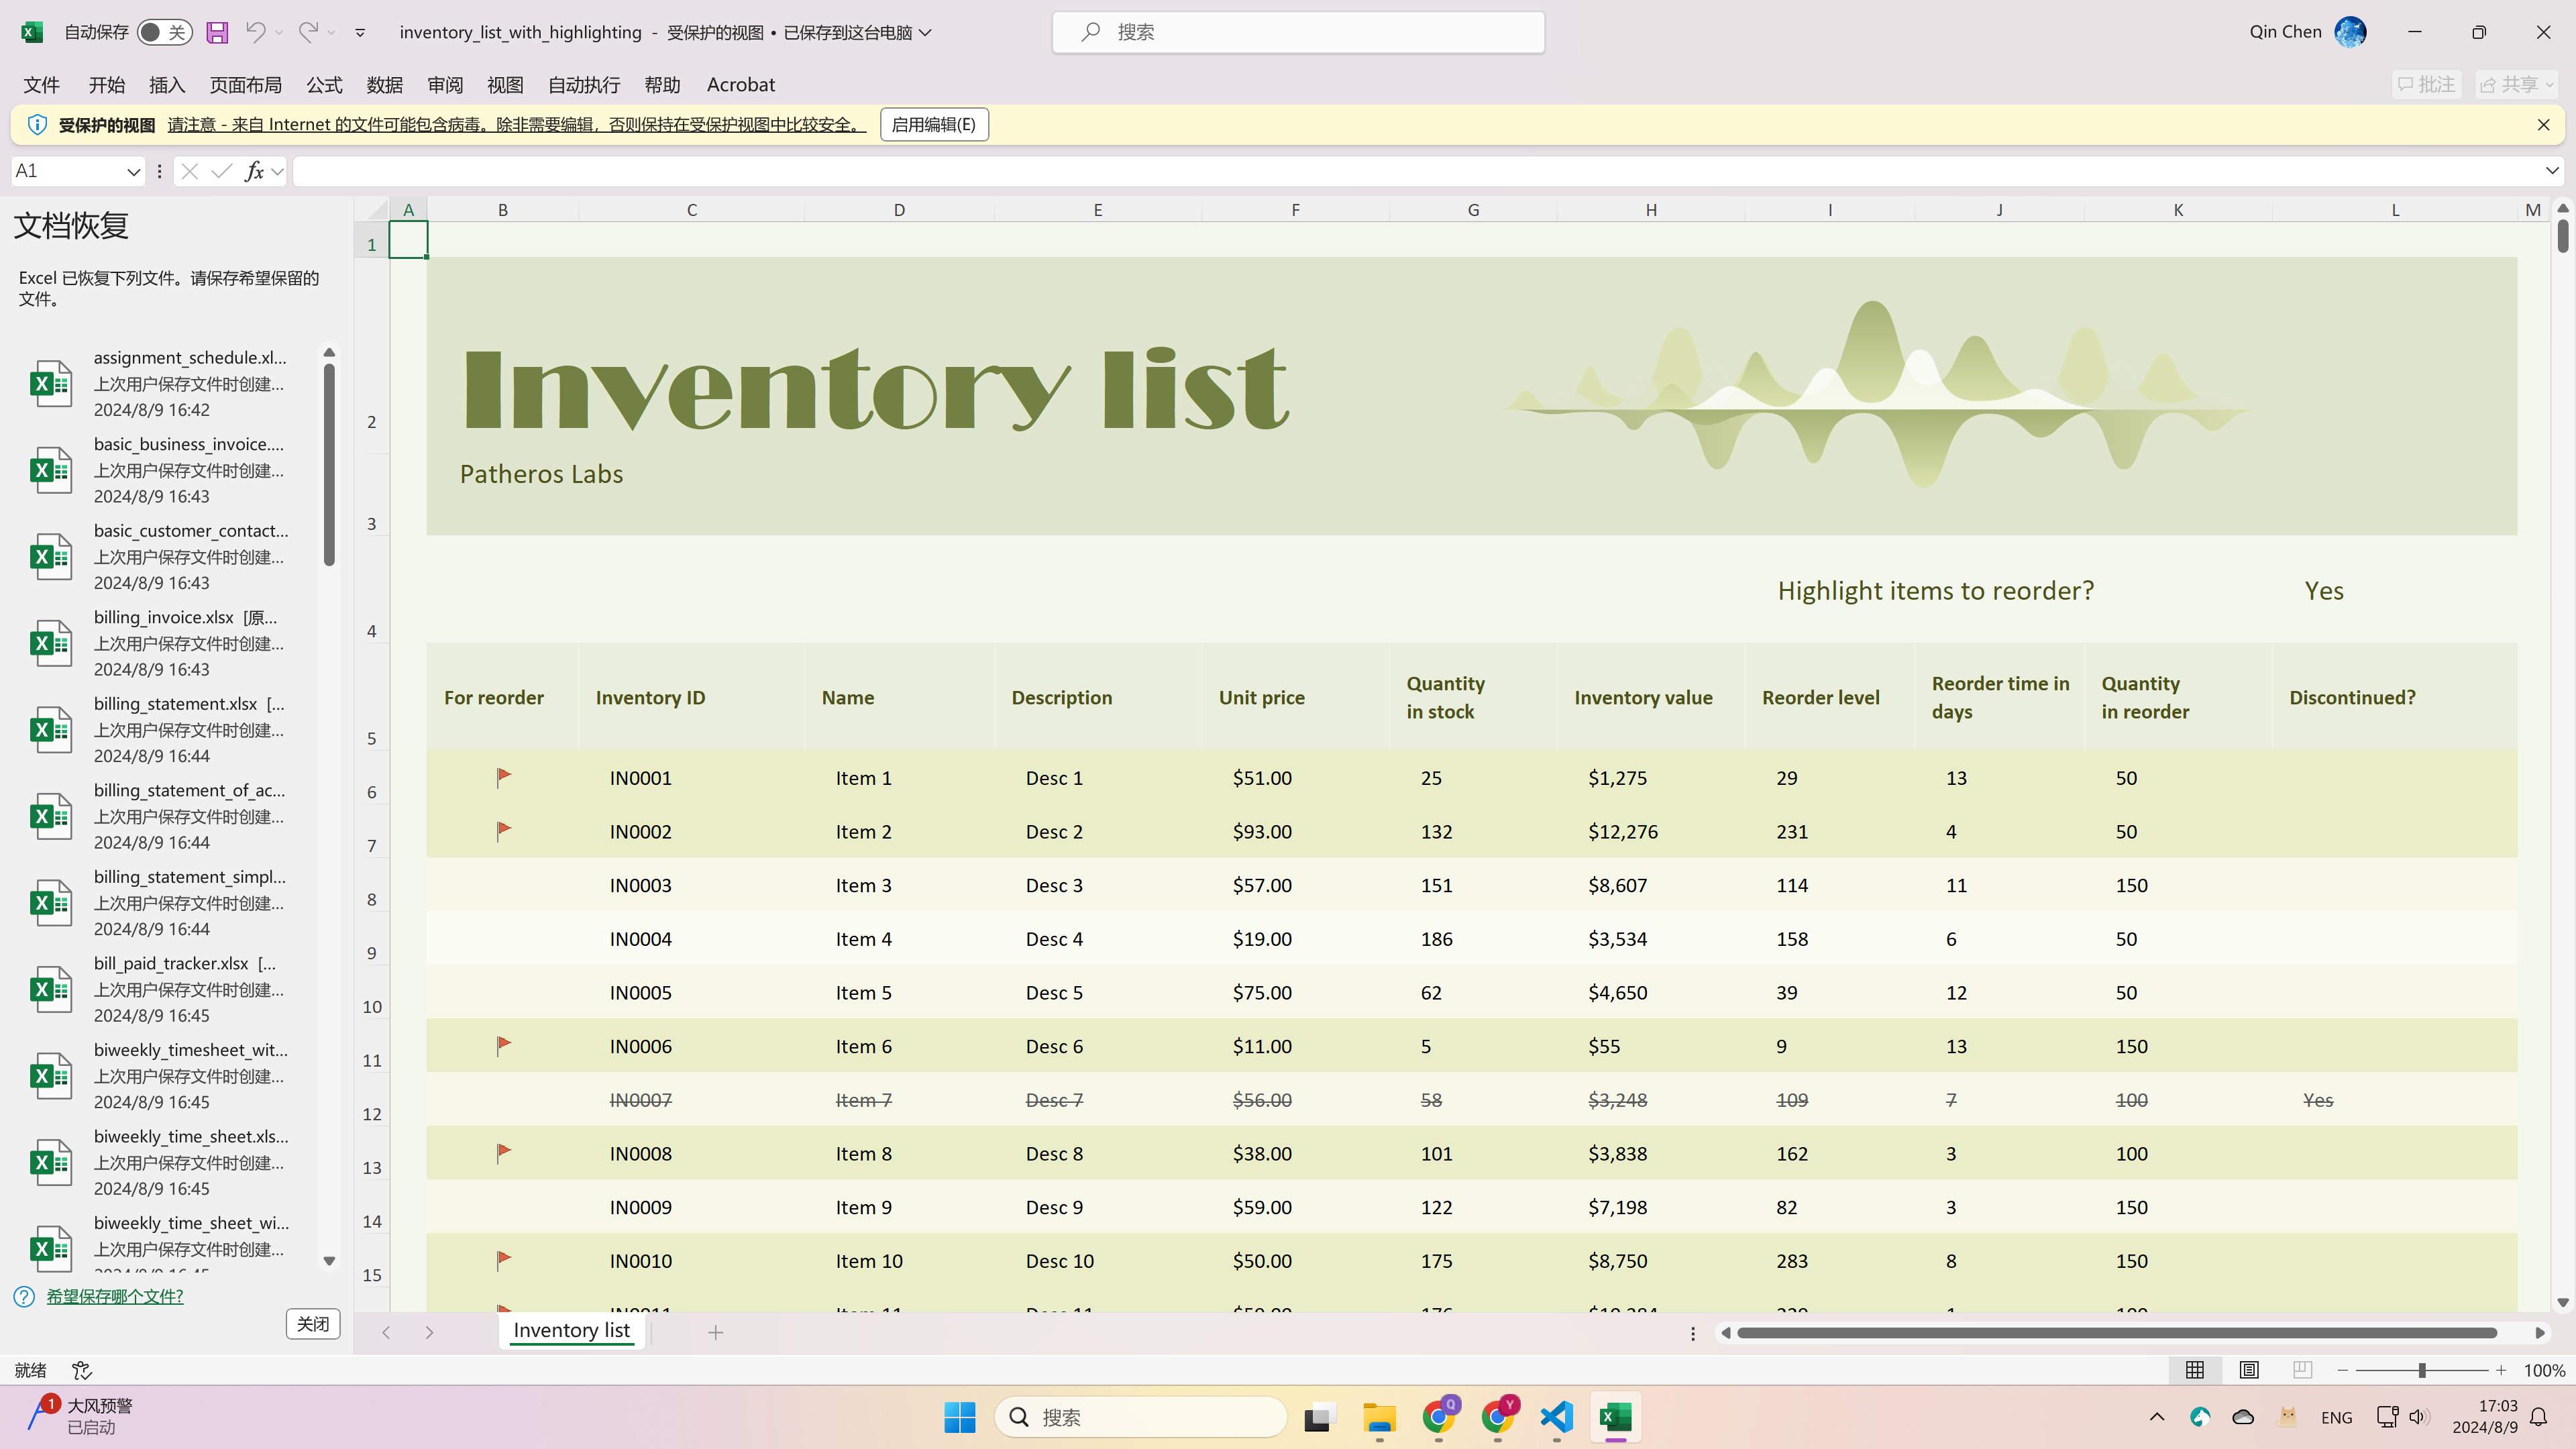 自动保存 关 inventory_list_with_highlighting - 受保护的视图 • 已保存到这台电脑 搜索 Qin Chen
文件 开始 插入 页面布局 公式 数据 审阅 视图 自动执行 帮助 Acrobat 批注 共享
受保护的视图 请注意 - 来自 Internet 的文件可能包含病毒。除非需要编辑，否则保持在受保护视图中比较安全。 启用编辑(E)
A1 fx
文档恢复
Excel 已恢复下列文件。请保存希望保留的
文件。
assignment_schedule.xl...
上次用户保存文件时创建...
2024/8/9 16:42
basic_business_invoice....
上次用户保存文件时创建...
2024/8/9 16:43
basic_customer_contact...
上次用户保存文件时创建...
2024/8/9 16:43
billing_invoice.xlsx [原...
上次用户保存文件时创建...
2024/8/9 16:43
billing_statement.xlsx [...
上次用户保存文件时创建...
2024/8/9 16:44
billing_statement_of_ac...
上次用户保存文件时创建...
2024/8/9 16:44
billing_statement_simpl...
上次用户保存文件时创建...
2024/8/9 16:44
bill_paid_tracker.xlsx [...
上次用户保存文件时创建...
2024/8/9 16:45
biweekly_timesheet_wit...
上次用户保存文件时创建...
2024/8/9 16:45
biweekly_time_sheet.xls...
上次用户保存文件时创建...
2024/8/9 16:45
biweekly_time_sheet_wi...
上次用户保存文件时创建...
希望保存哪个文件?
关闭
A B C D E F G H I J K L M
1
2 Inventory list
3 Patheros Labs
4 Highlight items to reorder? Yes
5 For reorder Inventory ID Name Description Unit price Quantity in stock Inventory value Reorder level Reorder time in days Quantity in reorder Discontinued?
6 IN0001 Item 1 Desc 1 $51.00 25 $1,275 29 13 50
7 IN0002 Item 2 Desc 2 $93.00 132 $12,276 231 4 50
8 IN0003 Item 3 Desc 3 $57.00 151 $8,607 114 11 150
9 IN0004 Item 4 Desc 4 $19.00 186 $3,534 158 6 50
10 IN0005 Item 5 Desc 5 $75.00 62 $4,650 39 12 50
11 IN0006 Item 6 Desc 6 $11.00 5 $55 9 13 150
12 IN0007 Item 7 Desc 7 $56.00 58 $3,248 109 7 100 Yes
13 IN0008 Item 8 Desc 8 $38.00 101 $3,838 162 3 100
14 IN0009 Item 9 Desc 9 $59.00 122 $7,198 82 3 150
15 IN0010 Item 10 Desc 10 $50.00 175 $8,750 283 8 150
Inventory list
就绪 100%
1 大风预警
已启动
搜索
ENG
17:03
2024/8/9